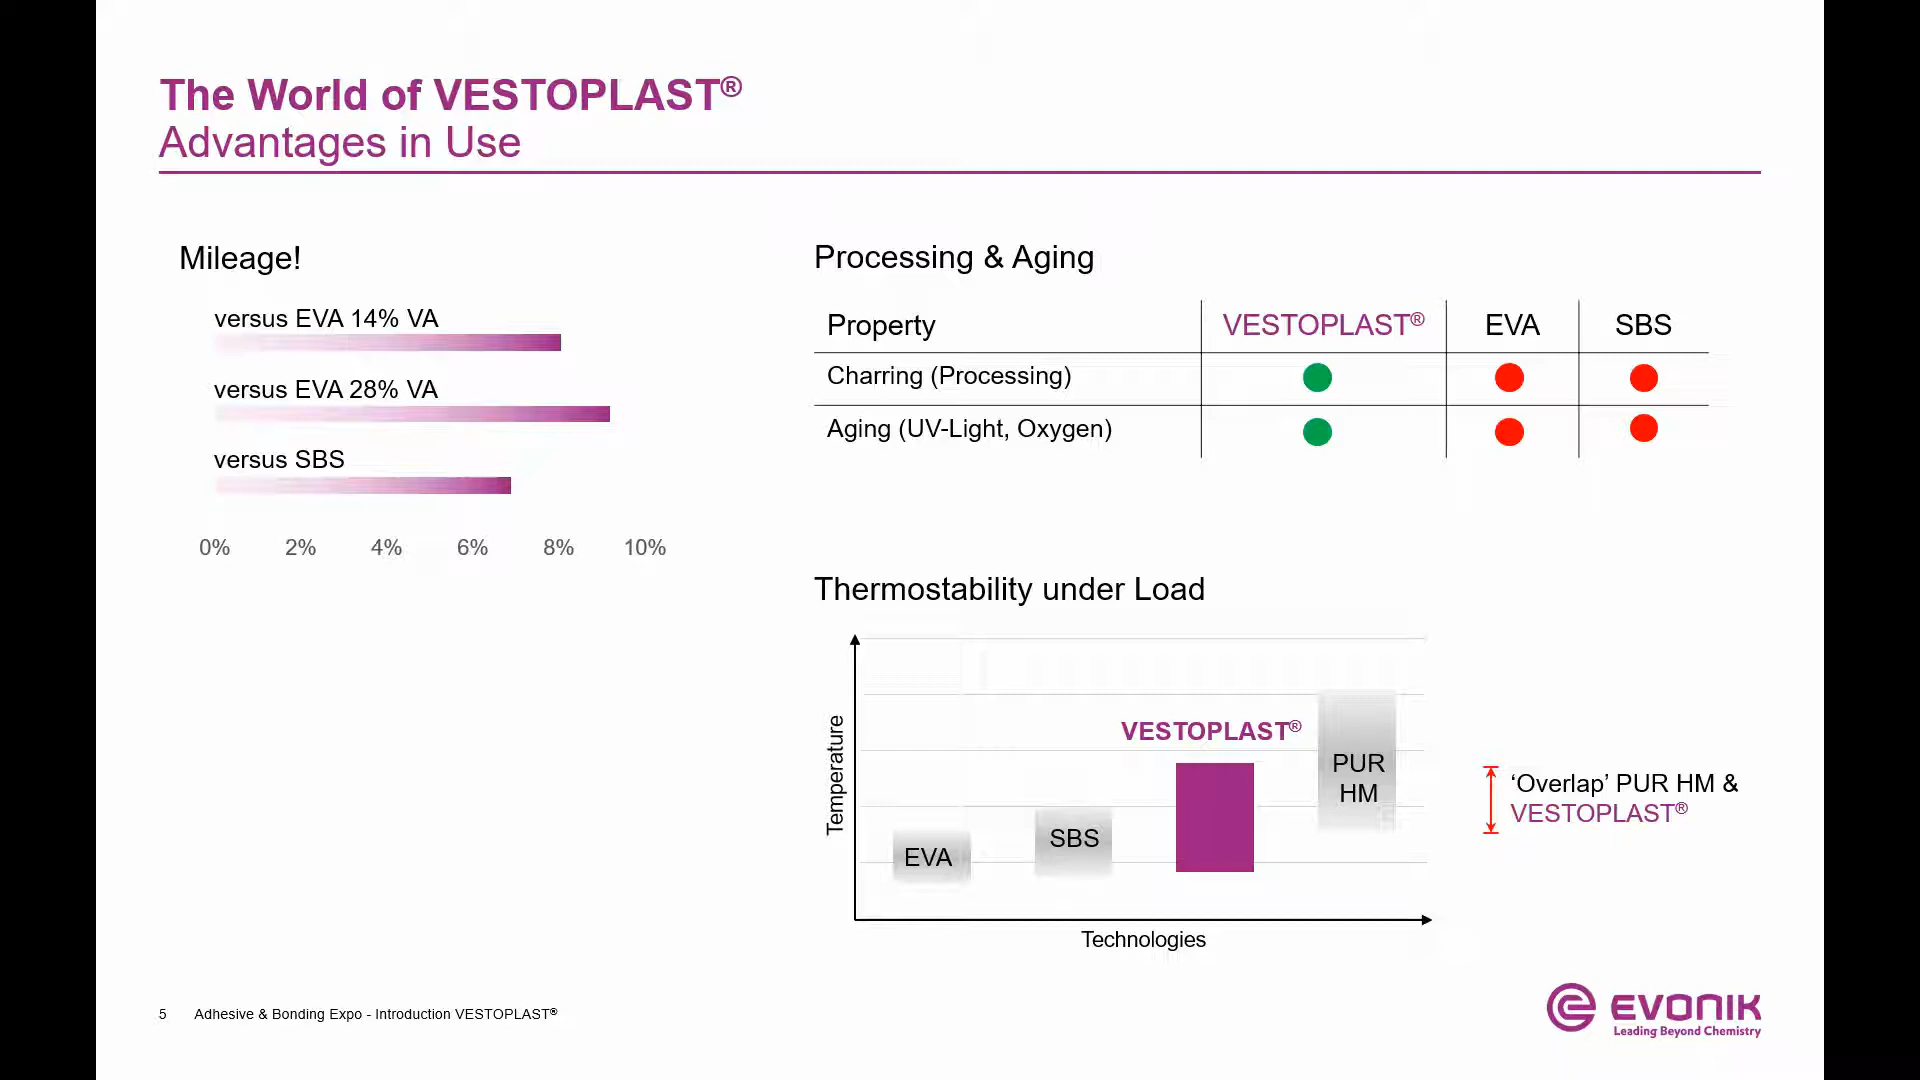 The World of VESTOPLAST®
Advantages in Use
Mileage!
versus EVA 14% VA
versus EVA 28% VA
versus SBS
0% 2% 4% 6% 8% 10%
Processing & Aging
Property VESTOPLAST® EVA SBS
Charring (Processing)
Aging (UV-Light, Oxygen)
Thermostability under Load
Temperature
EVA
SBS
VESTOPLAST®
PUR
HM
Technologies
‘Overlap’ PUR HM &
VESTOPLAST®
5 Adhesive & Bonding Expo - Introduction VESTOPLAST®
EVONIK
Leading Beyond Chemistry